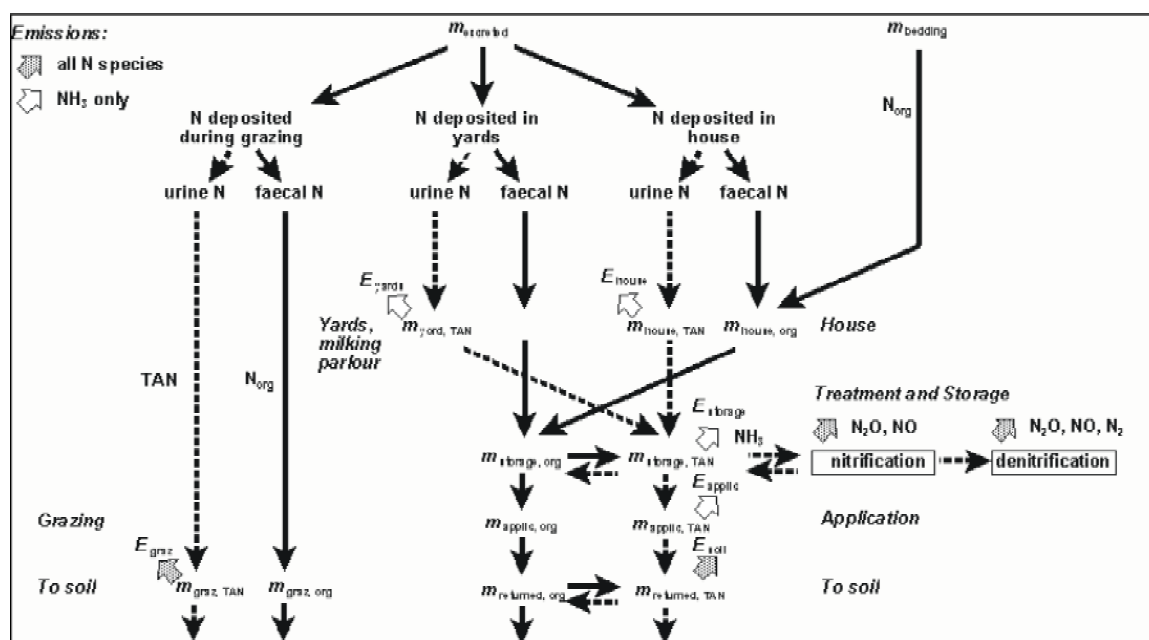 Emissions:
all N species
NH3 only
mexcreted
mbedding
Norg
N deposited
during grazing
N deposited in
yards
N deposited in
house
urine N
faecal N
urine N
faecal N
urine N
faecal N
Eyards
Ehouse
Yards,
milking
parlour
myard, TAN
mhouse, TAN
mhouse, org
House
TAN
Norg
Treatment and Storage
Estorage
NH3
N2O, NO
N2O, NO, N2
mstorage, org
mstorage, TAN
nitrification
denitrification
Eapplic
Grazing
mapplic, org
mapplic, TAN
Application
Egraz
Esoil
To soil
mgraz, TAN
mgraz, org
mreturned, org
mreturned, TAN
To soil